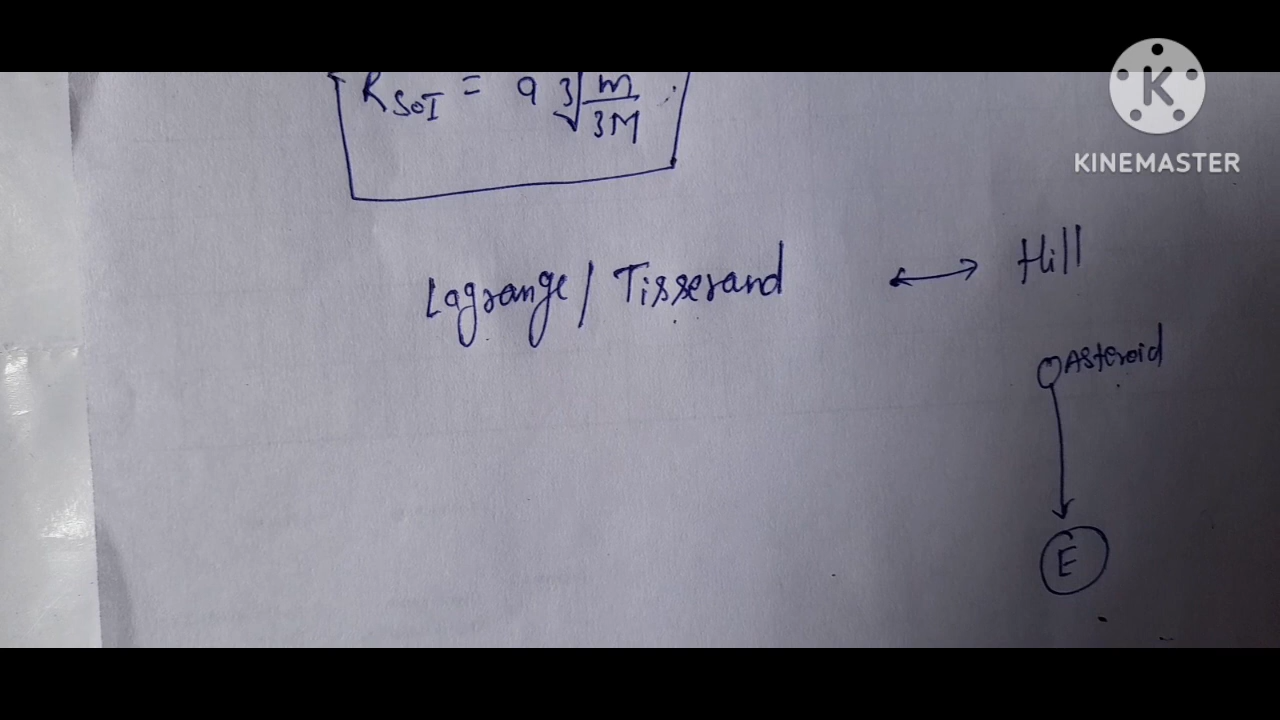 R_SOI = a ∛(m/3M)
K
KINEMASTER
Lagrange / Tisserand ↔ Hill
Asteroid
E